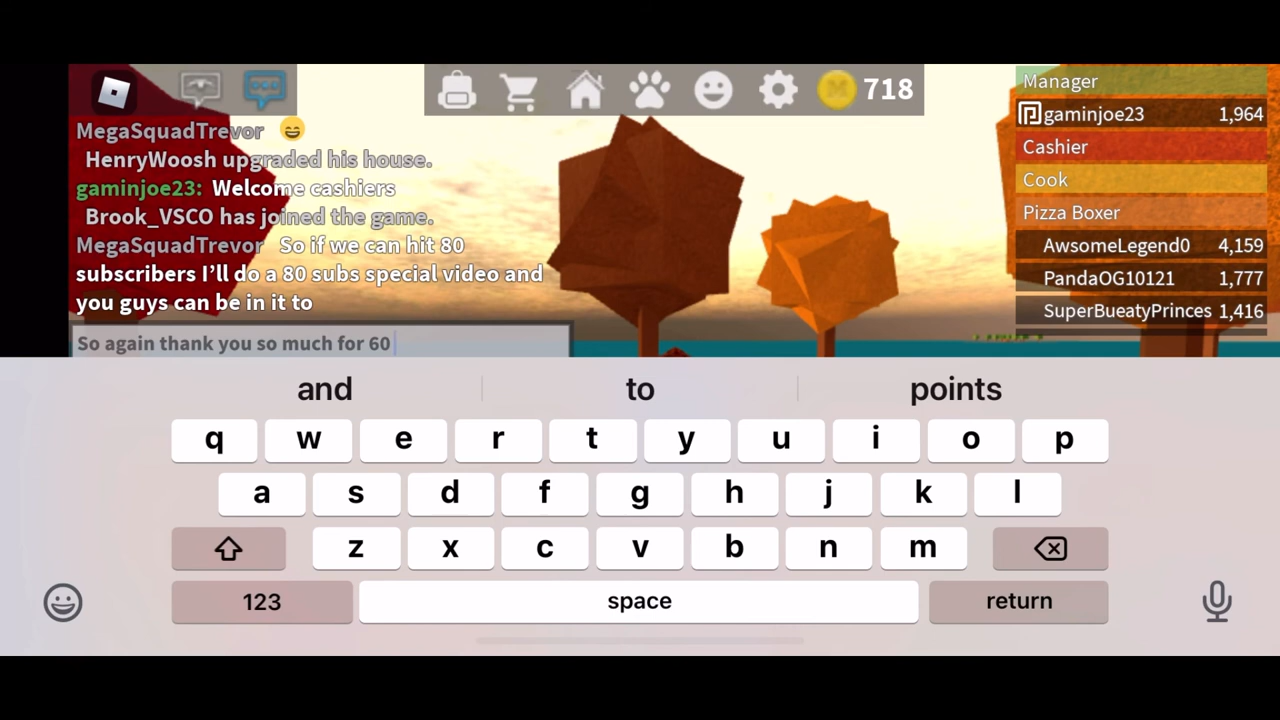 718
MegaSquadTrevor 😄
HenryWoosh upgraded his house.
gaminjoe23: Welcome cashiers
Brook_VSCO has joined the game.
MegaSquadTrevor So if we can hit 80
subscribers I’ll do a 80 subs special video and
you guys can be in it to
So again thank you so much for 60
Manager
gaminjoe23 1,964
Cashier
Cook
Pizza Boxer
AwsomeLegend0 4,159
PandaOG10121 1,777
SuperBueatyPrinces 1,416
and to points
q w e r t y u i o p
a s d f g h j k l
z x c v b n m
123 space return